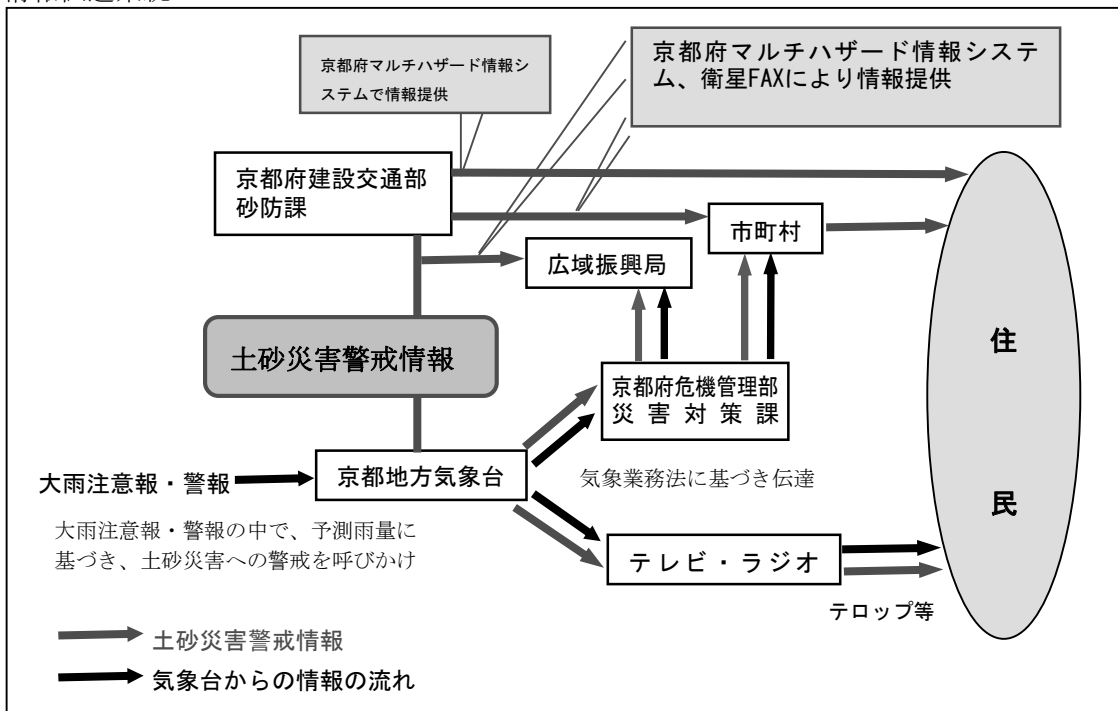 京都府マルチハザード情報シ
ステムで情報提供
京都府マルチハザード情報システ
ム、衛星FAXにより情報提供
京都府建設交通部
砂防課
市町村
広域振興局
土砂災害警戒情報
住
民
京都府危機管理部
災害対策課
大雨注意報・警報
京都地方気象台
気象業務法に基づき伝達
大雨注意報・警報の中で、予測雨量に
基づき、土砂災害への警戒を呼びかけ
テレビ・ラジオ
テロップ等
土砂災害警戒情報
気象台からの情報の流れ